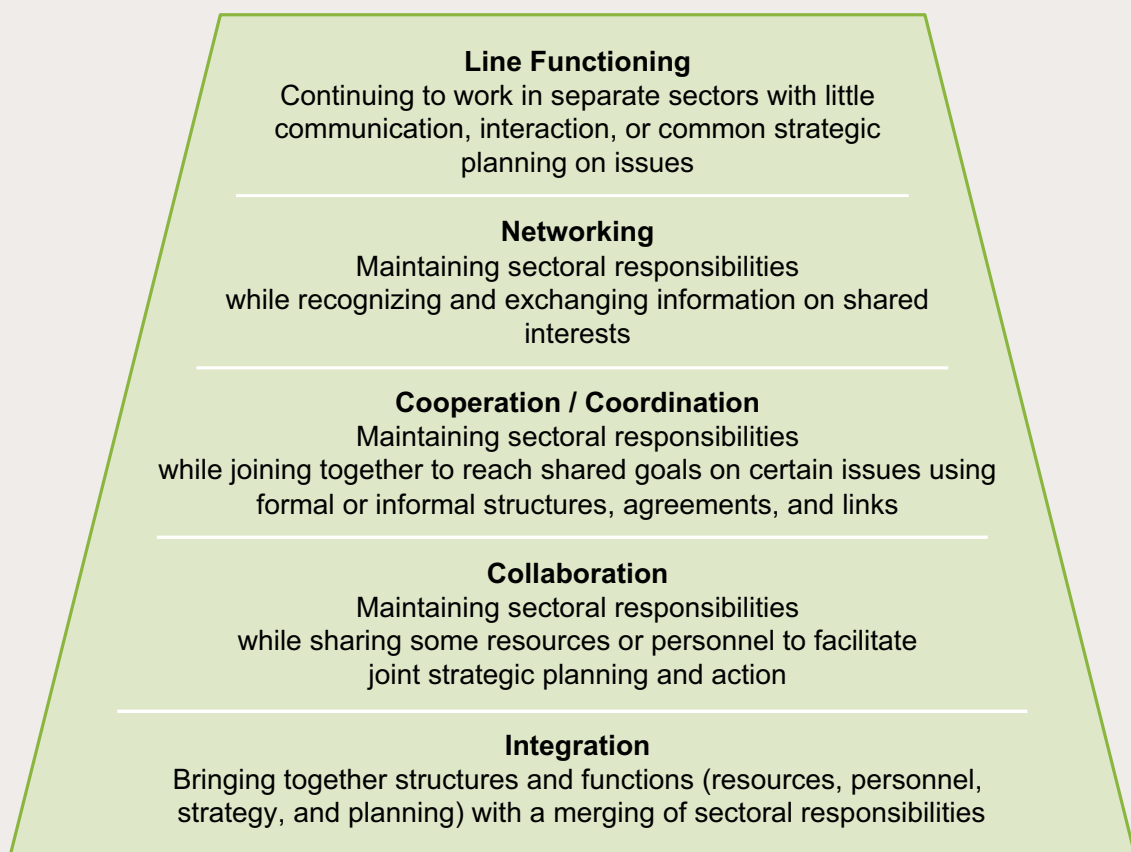 Line Functioning
Continuing to work in separate sectors with little
communication, interaction, or common strategic
planning on issues
Networking
Maintaining sectoral responsibilities
while recognizing and exchanging information on shared
interests
Cooperation / Coordination
Maintaining sectoral responsibilities
while joining together to reach shared goals on certain issues using
formal or informal structures, agreements, and links
Collaboration
Maintaining sectoral responsibilities
while sharing some resources or personnel to facilitate
joint strategic planning and action
Integration
Bringing together structures and functions (resources, personnel,
strategy, and planning) with a merging of sectoral responsibilities